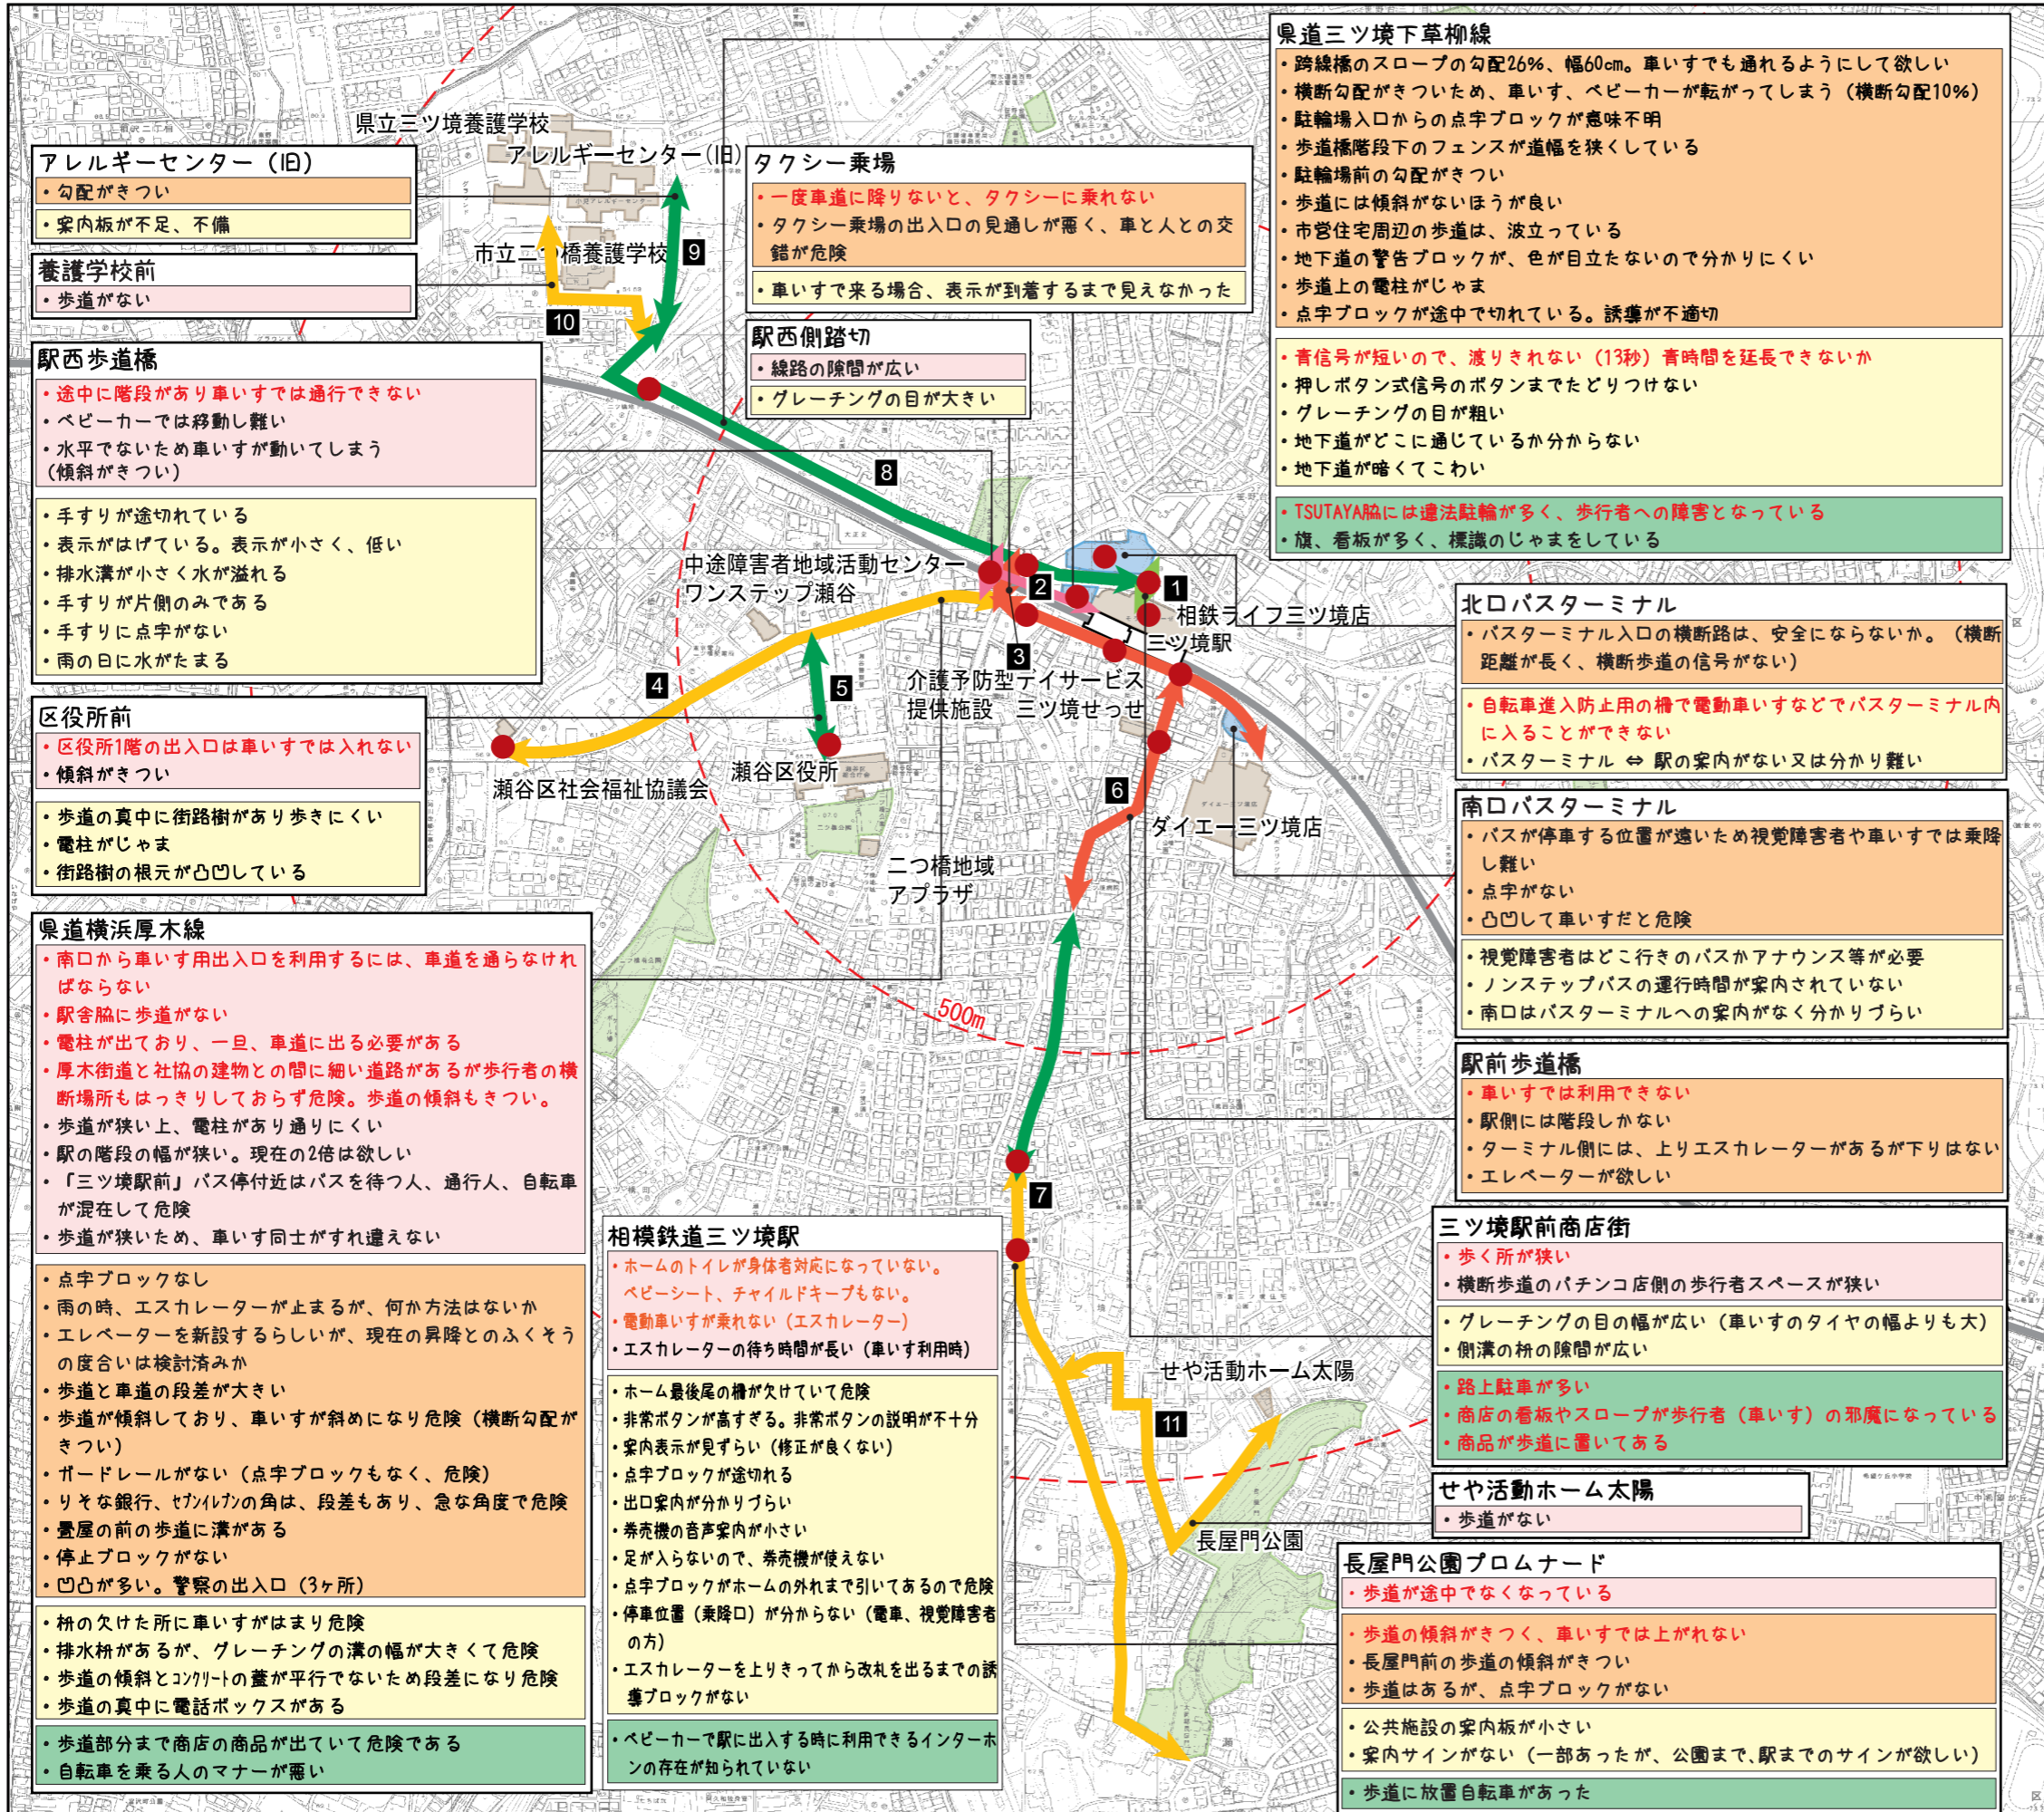 県道三ツ境下草柳線
・跨線橋のスロープの勾配26%、幅60cm。車いすでも通れるようにして欲しい
・横断勾配がきついため、車いす、ベビーカーが転がってしまう（横断勾配10%）
・駐輪場入口からの点字ブロックが意味不明
・歩道橋階段下のフェンスが道幅を狭くしている
・駐輪場前の勾配がきつい
・歩道には傾斜がないほうが良い
・市営住宅周辺の歩道は、波立っている
・地下道の警告ブロックが、色が目立たないので分かりにくい
・歩道上の電柱がじゃま
・点字ブロックが途中で切れている。誘導が不適切
・青信号が短いので、渡りきれない（13秒）青時間を延長できないか
・押しボタン式信号のボタンまでたどりつけない
・グレーチングの目が粗い
・地下道がどこに通じているか分からない
・地下道が暗くてこわい
・TSUTAYA脇には違法駐輪が多く、歩行者への障害となっている
・旗、看板が多く、標識のじゃまをしている
県立三ツ境養護学校
アレルギーセンター(旧)
市立二つ橋養護学校
アレルギーセンター（旧）
・勾配がきつい
・案内板が不足、不備
養護学校前
・歩道がない
タクシー乗場
・一度車道に降りないと、タクシーに乗れない
・タクシー乗場の出入口の見通しが悪く、車と人との交
錯が危険
・車いすで来る場合、表示が到着するまで見えなかった
駅西側踏切
・線路の隙間が広い
・グレーチングの目が大きい
駅西歩道橋
・途中に階段があり車いすでは通行できない
・ベビーカーでは移動し難い
・水平でないため車いすが動いてしまう
(傾斜がきつい)
・手すりが途切れている
・表示がはげている。表示が小さく、低い
・排水溝が小さく水が溢れる
・手すりが片側のみである
・手すりに点字がない
・雨の日に水がたまる
9
10
8
2
1
3
4
5
6
7
11
中途障害者地域活動センター
ワンステップ瀬谷
相鉄ライフ三ツ境店
三ツ境駅
介護予防型デイサービス
提供施設　三ツ境せっせ
瀬谷区社会福祉協議会
瀬谷区役所
ダイエー三ツ境店
二つ橋地域
アプラザ
500m
せや活動ホーム太陽
長屋門公園
北口バスターミナル
・バスターミナル入口の横断路は、安全にならないか。（横断
距離が長く、横断歩道の信号がない）
・自転車進入防止用の柵で電動車いすなどでバスターミナル内
に入ることができない
・バスターミナル ⇔ 駅の案内がない又は分かり難い
区役所前
・区役所1階の出入口は車いすでは入れない
・傾斜がきつい
・歩道の真中に街路樹があり歩きにくい
・電柱がじゃま
・街路樹の根元が凸凹している
南口バスターミナル
・バスが停車する位置が遠いため視覚障害者や車いすでは乗降
し難い
・点字がない
・凸凹して車いすだと危険
・視覚障害者はどこ行きのバスかアナウンス等が必要
・ノンステップバスの運行時間が案内されていない
・南口はバスターミナルへの案内がなく分かりづらい
駅前歩道橋
・車いすでは利用できない
・駅側には階段しかない
・ターミナル側には、上りエスカレーターがあるが下りはない
・エレベーターが欲しい
県道横浜厚木線
・南口から車いす用出入口を利用するには、車道を通らなけれ
ばならない
・駅舎脇に歩道がない
・電柱が出ており、一旦、車道に出る必要がある
・厚木街道と社協の建物との間に細い道路があるが歩行者の横
断場所もはっきりしておらず危険。歩道の傾斜もきつい。
・歩道が狭い上、電柱があり通りにくい
・駅の階段の幅が狭い。現在の2倍は欲しい
・「三ツ境駅前」バス停付近はバスを待つ人、通行人、自転車
が混在して危険
・歩道が狭いため、車いす同士がすれ違えない
・点字ブロックなし
・雨の時、エスカレーターが止まるが、何か方法はないか
・エレベーターを新設するらしいが、現在の昇降とのふくそう
の度合いは検討済みか
・歩道と車道の段差が大きい
・歩道が傾斜しており、車いすが斜めになり危険（横断勾配が
きつい）
・ガードレールがない（点字ブロックもなく、危険）
・りそな銀行、セブンイレブンの角は、段差もあり、急な角度で危険
・畳屋の前の歩道に溝がある
・停止ブロックがない
・凹凸が多い。警察の出入口（3ヶ所）
・枡の欠けた所に車いすがはまり危険
・排水枡があるが、グレーチングの溝の幅が大きくて危険
・歩道の傾斜とコンクリートの蓋が平行でないため段差になり危険
・歩道の真中に電話ボックスがある
・歩道部分まで商店の商品が出ていて危険である
・自転車を乗る人のマナーが悪い
相模鉄道三ツ境駅
・ホームのトイレが身体者対応になっていない。
ベビーシート、チャイルドキープもない。
・電動車いすが乗れない（エスカレーター）
・エスカレーターの待ち時間が長い（車いす利用時）
・ホーム最後尾の柵が欠けていて危険
・非常ボタンが高すぎる。非常ボタンの説明が不十分
・案内表示が見ずらい（修正が良くない）
・点字ブロックが途切れる
・出口案内が分かりづらい
・券売機の音声案内が小さい
・足が入らないので、券売機が使えない
・点字ブロックがホームの外れまで引いてあるので危険
・停車位置（乗降口）が分からない（電車、視覚障害者
の方）
・エスカレーターを上りきってから改札を出るまでの誘
導ブロックがない
・ベビーカーで駅に出入する時に利用できるインターホ
ンの存在が知られていない
三ツ境駅前商店街
・歩く所が狭い
・横断歩道のパチンコ店側の歩行者スペースが狭い
・グレーチングの目の幅が広い（車いすのタイヤの幅よりも大）
・側溝の枡の隙間が広い
・路上駐車が多い
・商店の看板やスロープが歩行者（車いす）の邪魔になっている
・商品が歩道に置いてある
せや活動ホーム太陽
・歩道がない
長屋門公園プロムナード
・歩道が途中でなくなっている
・歩道の傾斜がきつく、車いすでは上がれない
・長屋門前の歩道の傾斜がきつい
・歩道はあるが、点字ブロックがない
・公共施設の案内板が小さい
・案内サインがない（一部あったが、公園まで、駅までのサインが欲しい）
・歩道に放置自転車があった